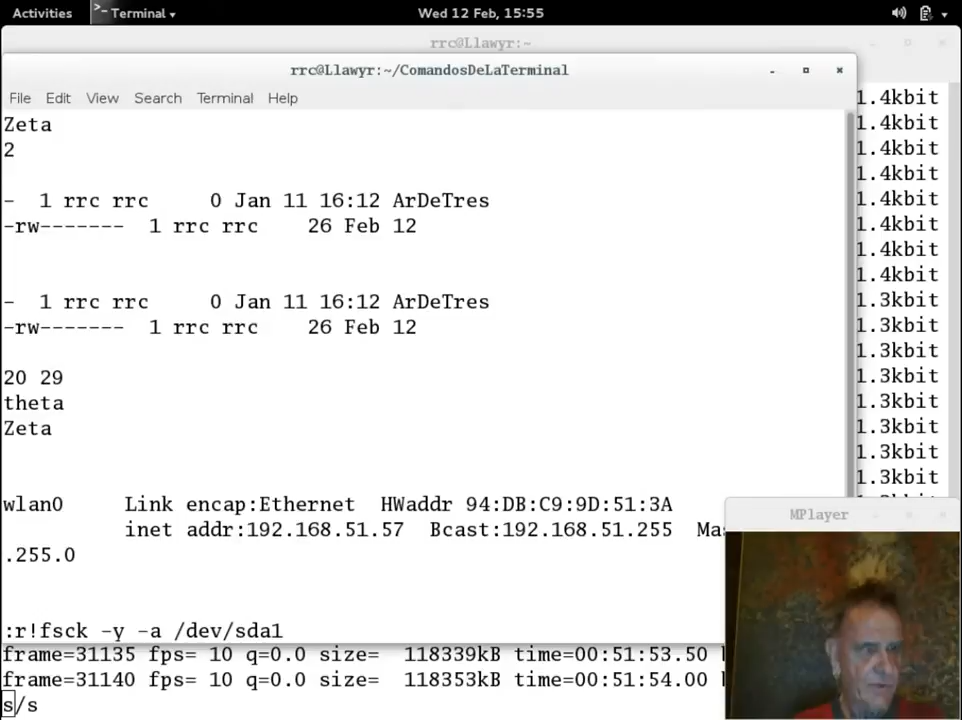 Activities Terminal Wed 12 Feb, 15:55
rrc@Llawyr:~
rrc@Llawyr:~/ComandosDeLaTerminal
File Edit View Search Terminal Help
Zeta
2
- 1 rrc rrc 0 Jan 11 16:12 ArDeTres
-rw------- 1 rrc rrc 26 Feb 12
- 1 rrc rrc 0 Jan 11 16:12 ArDeTres
-rw------- 1 rrc rrc 26 Feb 12
20 29
theta
Zeta
wlan0 Link encap:Ethernet HWaddr 94:DB:C9:9D:51:3A
inet addr:192.168.51.57 Bcast:192.168.51.255 Ma
.255.0
:r!fsck -y -a /dev/sda1
1.4kbit
1.4kbit
1.4kbit
1.4kbit
1.4kbit
1.4kbit
1.4kbit
1.4kbit
1.3kbit
1.3kbit
1.3kbit
1.3kbit
1.3kbit
1.3kbit
1.3kbit
1.3kbit
MPlayer
frame=31135 fps= 10 q=0.0 size= 118339kB time=00:51:53.50
frame=31140 fps= 10 q=0.0 size= 118353kB time=00:51:54.00
s/s